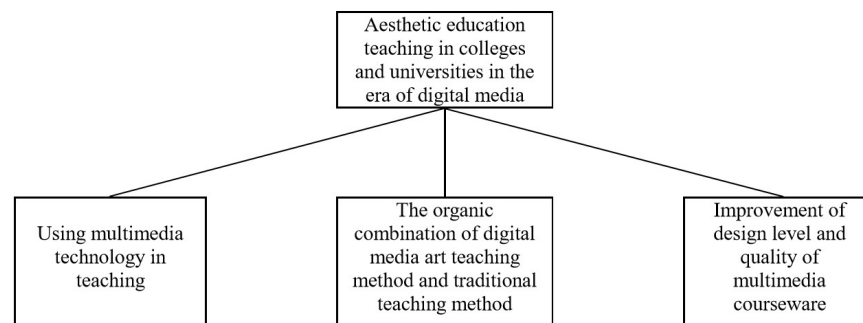 Aesthetic education
teaching in colleges
and universities in the
era of digital media
Using multimedia
technology in
teaching
The organic
combination of digital
media art teaching
method and traditional
teaching method
Improvement of
design level and
quality of
multimedia
courseware